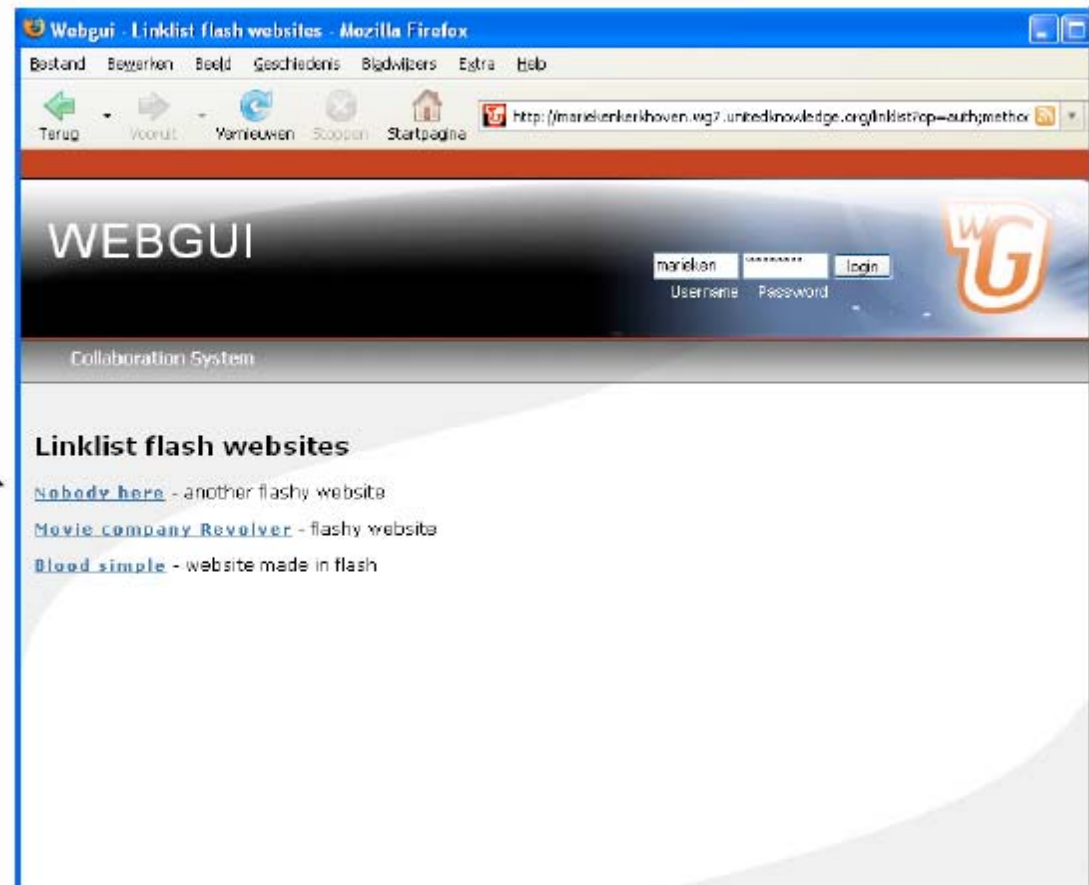 Webgui - Linklist flash websites - Mozilla Firefox
Bestand Bewerken Beeld Geschiedenis Bladwijzers Extra Help
Terug Vooruit Vernieuwen Stoppen Startpagina http://mariekenkerkhoven.wg7.unitedknowledge.org/linklist?op=auth;method
WEBGUI
WG
marieken ********* login
Username Password
Collaboration System
Linklist flash websites
Nobody here - another flashy website
Movie company Revolver - flashy website
Blood simple - website made in flash